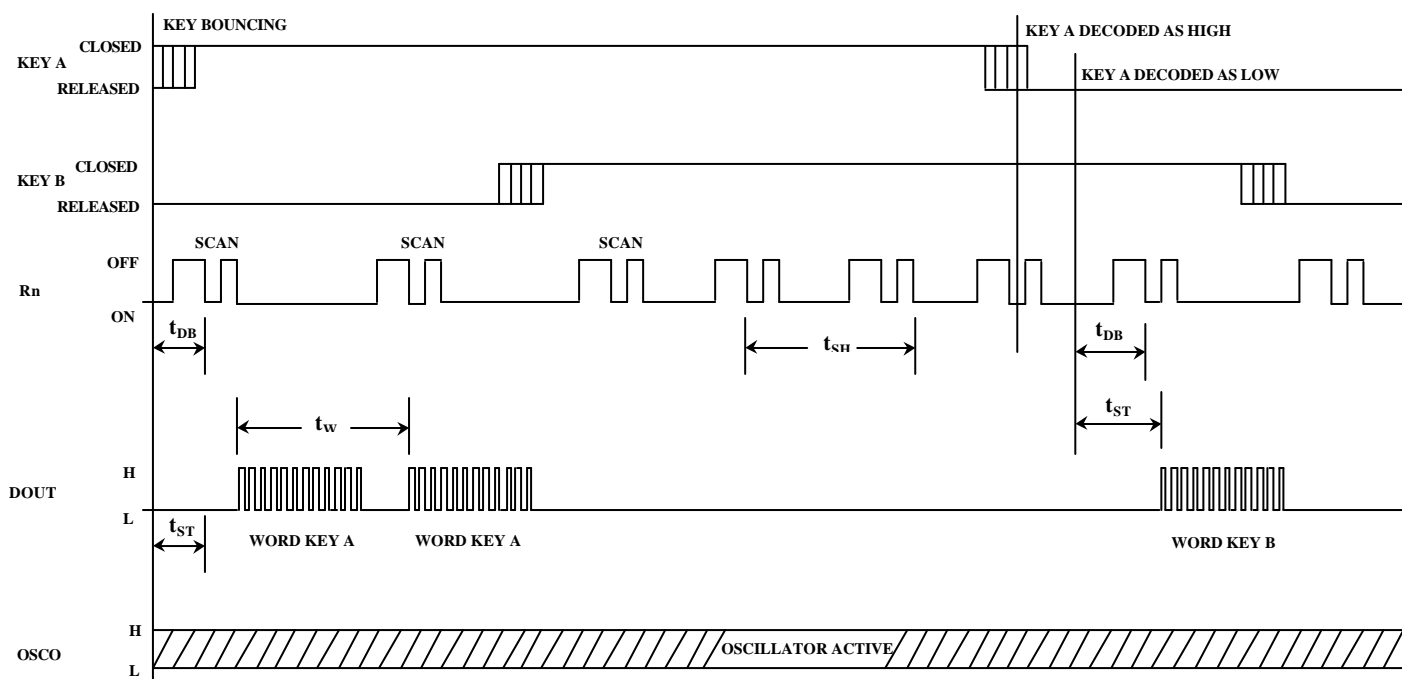 KEY BOUNCING
KEY A DECODED AS HIGH
CLOSED
KEY A
KEY A DECODED AS LOW
RELEASED
CLOSED
KEY B
RELEASED
SCAN
SCAN
SCAN
OFF
Rn
ON
tDB
tSH
tDB
tST
tW
H
DOUT
L
tST
WORD KEY A
WORD KEY A
WORD KEY B
H
OSCO
OSCILLATOR ACTIVE
L